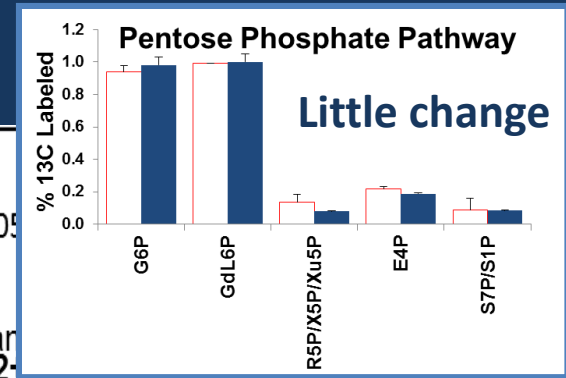 Pentose Phosphate Pathway
Little change
% 13C Labeled
1.2
1.0
0.8
0.6
0.4
0.2
0.0
G6P
GdL6P
R5P/X5P/Xu5P
E4P
S7P/S1P